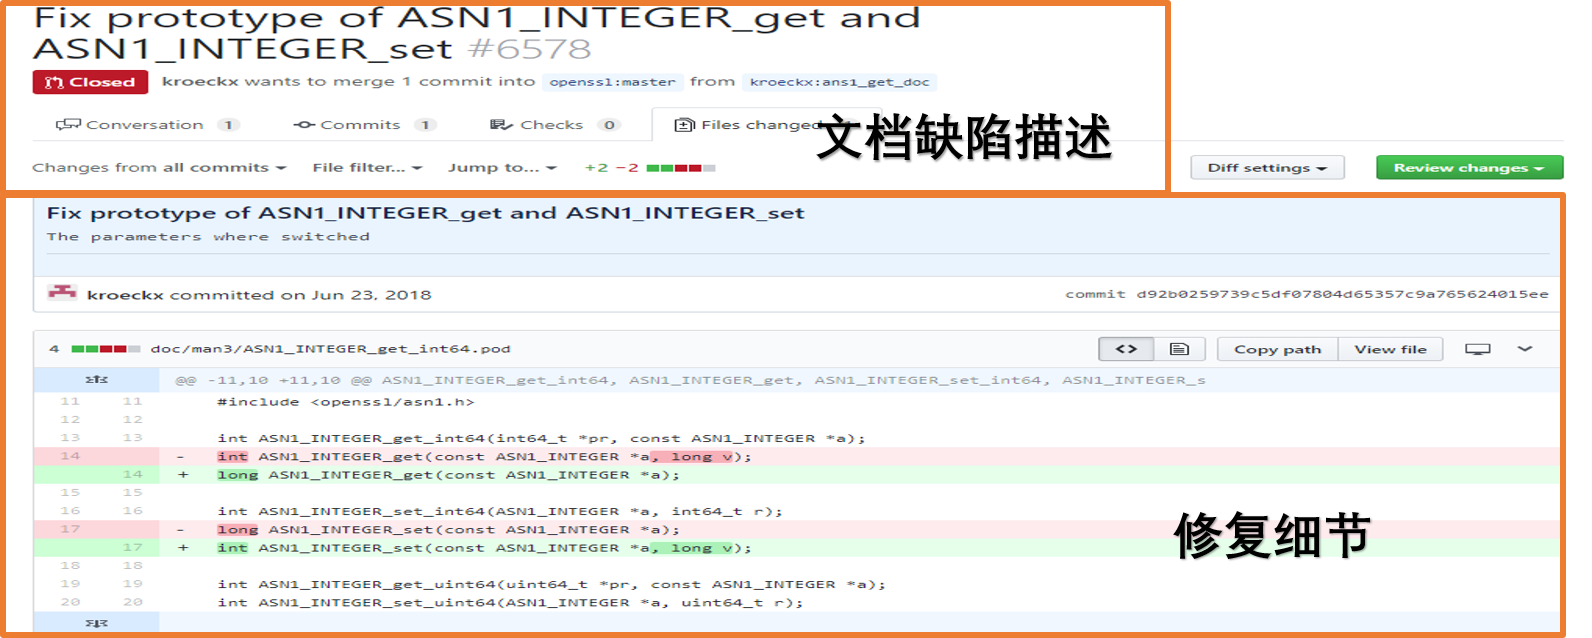 Fix prototype of ASN1_INTEGER_get and
ASN1_INTEGER_set #6578
Closed kroeckx wants to merge 1 commit into openssl:master from kroeckx:ans1_get_doc
Conversation 1 Commits 1 Checks 0 Files changed
文档缺陷描述
Changes from all commits File filter... Jump to... +2 −2 Diff settings Review changes
Fix prototype of ASN1_INTEGER_get and ASN1_INTEGER_set
The parameters where switched
kroeckx committed on Jun 23, 2018 commit d92b0259739c5df07804d65357c9a765624015ee
4 doc/man3/ASN1_INTEGER_get_int64.pod <> Copy path View file
@@ -11,10 +11,10 @@ ASN1_INTEGER_get_int64, ASN1_INTEGER_get, ASN1_INTEGER_set_int64, ASN1_INTEGER_s
11 11 #include <openssl/asn1.h>
12 12
13 13 int ASN1_INTEGER_get_int64(int64_t *pr, const ASN1_INTEGER *a);
14 - int ASN1_INTEGER_get(const ASN1_INTEGER *a, long v);
14 + long ASN1_INTEGER_get(const ASN1_INTEGER *a);
15 15
16 16 int ASN1_INTEGER_set_int64(ASN1_INTEGER *a, int64_t r);
17 - long ASN1_INTEGER_set(const ASN1_INTEGER *a);
17 + int ASN1_INTEGER_set(const ASN1_INTEGER *a, long v);
修复细节
18 18
19 19 int ASN1_INTEGER_get_uint64(uint64_t *pr, const ASN1_INTEGER *a);
20 20 int ASN1_INTEGER_set_uint64(ASN1_INTEGER *a, uint64_t r);